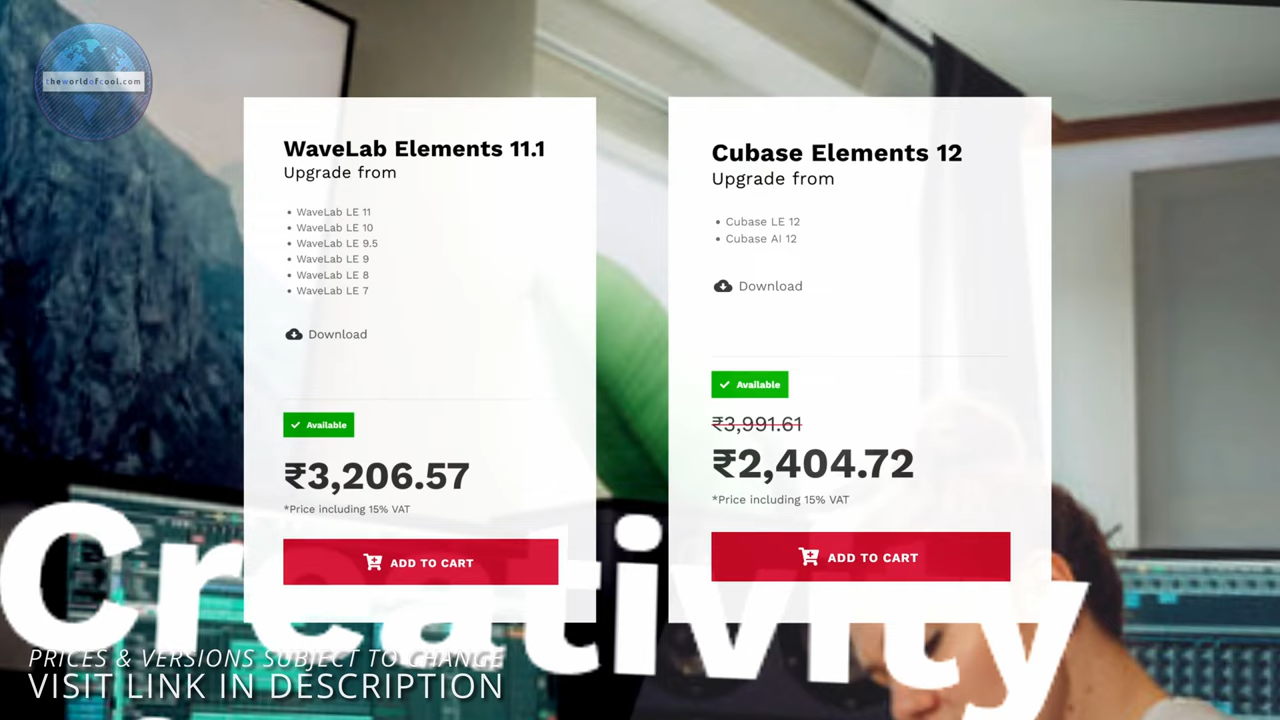 theworldofcool.com
WaveLab Elements 11.1
Upgrade from
• WaveLab LE 11
• WaveLab LE 10
• WaveLab LE 9.5
• WaveLab LE 9
• WaveLab LE 8
• WaveLab LE 7
Download
Available
₹3,206.57
*Price including 15% VAT
ADD TO CART
Cubase Elements 12
Upgrade from
• Cubase LE 12
• Cubase AI 12
Download
Available
₹3,991.61
₹2,404.72
*Price including 15% VAT
ADD TO CART
Creativity
PRICES & VERSIONS SUBJECT TO CHANGE
VISIT LINK IN DESCRIPTION